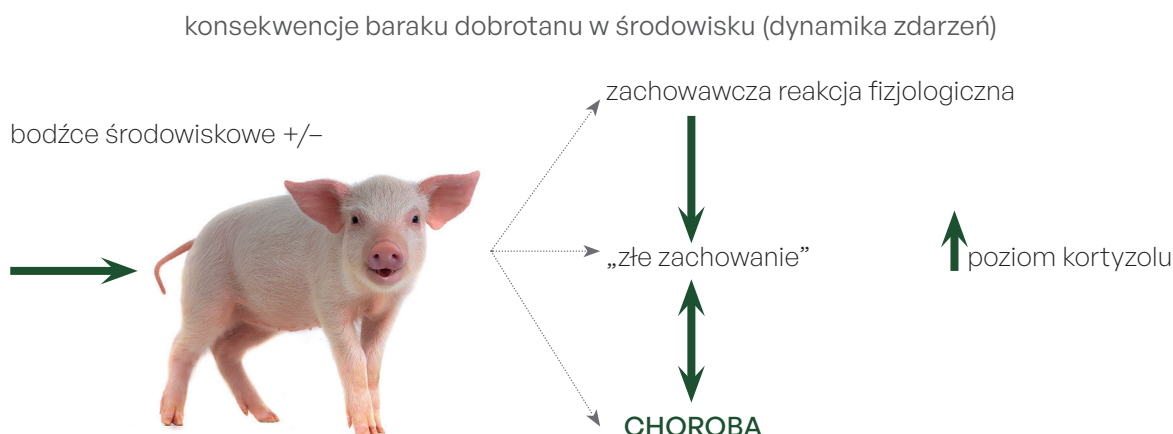 konsekwencje baraku dobrotanu w środowisku (dynamika zdarzeń)
zachowawcza reakcja fizjologiczna
bodźce środowiskowe +/–
„złe zachowanie”
poziom kortyzolu
CHOROBA